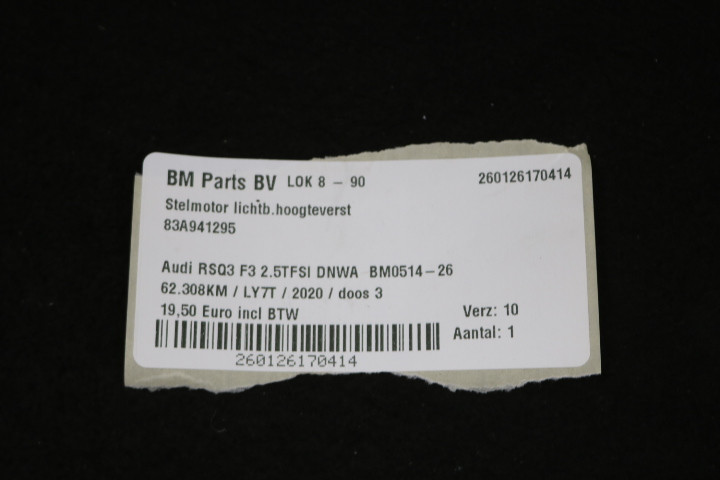 BM Parts BV LOK 8 - 90 260126170414
Stelmotor lichtb.hoogteverst
83A941295
Audi RSQ3 F3 2.5TFSI DNWA BM0514-26
62.308KM / LY7T / 2020 / doos 3
19,50 Euro incl BTW Verz: 10
Aantal: 1
260126170414